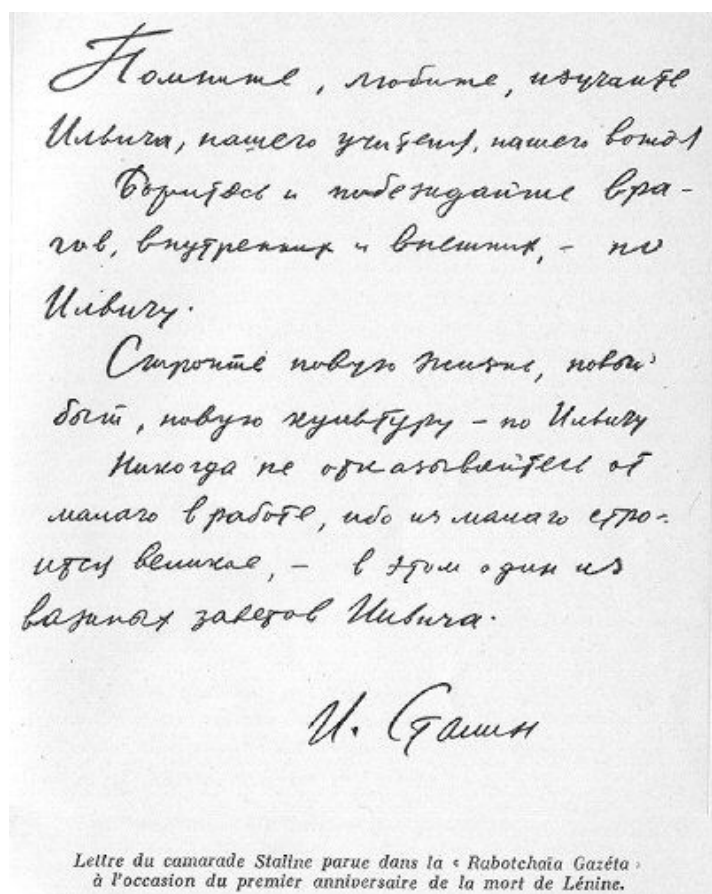 Помните, любите, изучайте
Ильича, нашего учителя, нашего вождя
Боритесь и побеждайте вра-
гов, внутренних и внешних, – по
Ильичу.
Стройте новую жизнь, новый
быт, новую культуру – по Ильичу
Никогда не отказывайтесь от
малаго в работе, ибо из малаго стро-
ится великое, – в этом один из
важных заветов Ильича.
И. Сталин
Lettre du camarade Staline parue dans la « Rabotchaïa Gazéta »
à l'occasion du premier anniversaire de la mort de Lénine.